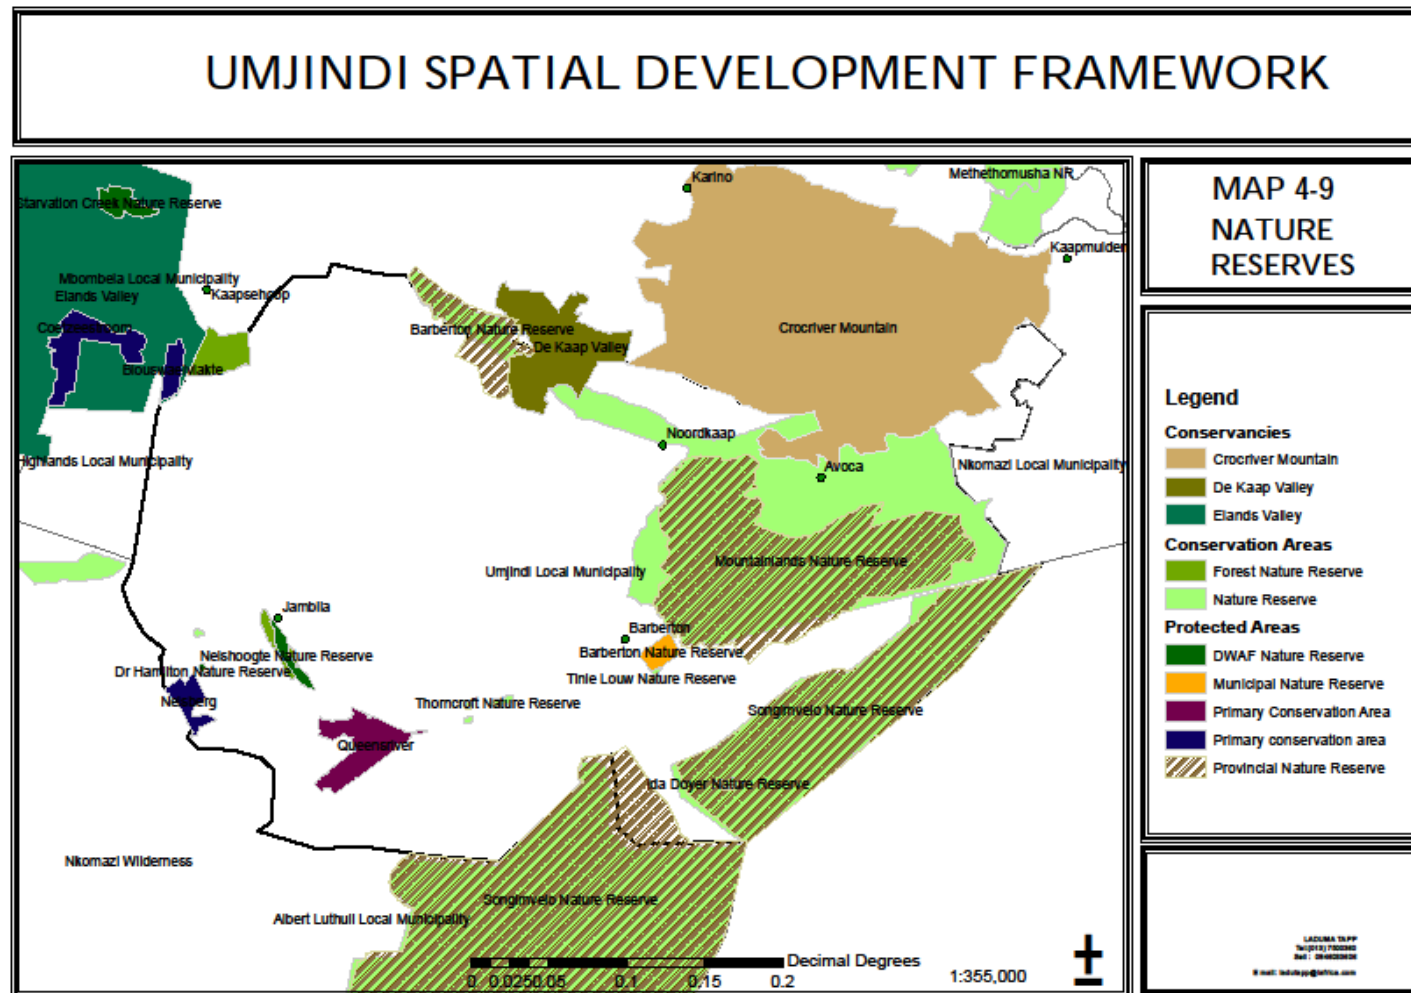 UMJINDI SPATIAL DEVELOPMENT FRAMEWORK
MAP 4-9
NATURE
RESERVES
Karino
Methethomusha NR
Starvation Creek Nature Reserve
Kaapmuiden
Mbombela Local Municipality
Elands Valley
Kaapsehoop
Crocriver Mountain
Barberton Nature Reserve
De Kaap Valley
Noordkaap
Avoca
Nkomazi Local Municipality
Highlands Local Municipality
Mountainlands Nature Reserve
Umjindi Local Municipality
Jambila
Barberton
Barberton Nature Reserve
Nelshoogte Nature Reserve
Dr Hamilton Nature Reserve
Tinie Louw Nature Reserve
Nelsberg
Thorncroft Nature Reserve
Songimvelo Nature Reserve
Queensriver
Ida Doyer Nature Reserve
Nkomazi Wilderness
Songimvelo Nature Reserve
Albert Luthuli Local Municipality
Decimal Degrees
0 0.0250.05 0.1 0.15 0.2
1:355,000
Legend
Conservancies
Crocriver Mountain
De Kaap Valley
Elands Valley
Conservation Areas
Forest Nature Reserve
Nature Reserve
Protected Areas
DWAF Nature Reserve
Municipal Nature Reserve
Primary Conservation Area
Primary conservation area
Provincial Nature Reserve
LADUMA TAPP